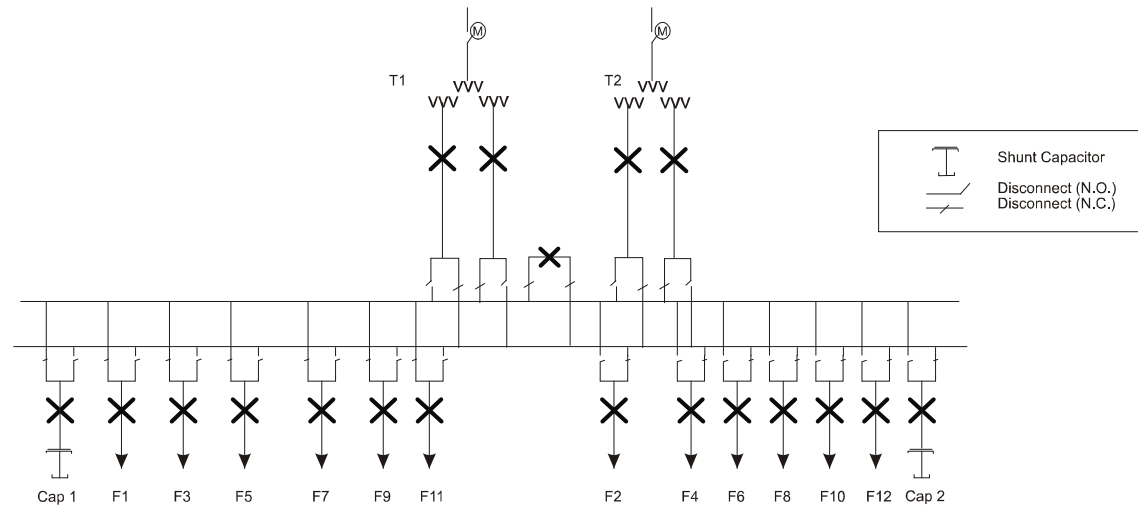 M
M
T1
T2
Shunt Capacitor
Disconnect (N.O.)
Disconnect (N.C.)
Cap 1 F1 F3 F5 F7 F9 F11 F2 F4 F6 F8 F10 F12 Cap 2